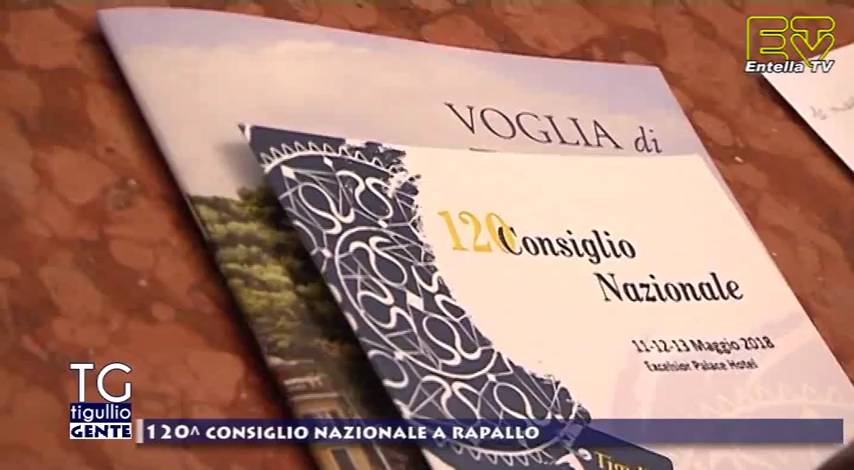 ETV
Entella TV
VOGLIA di
120 Consiglio
Nazionale
11-12-13 Maggio 2018
Excelsior Palace Hotel
TG
tigullio
GENTE
120^ CONSIGLIO NAZIONALE A RAPALLO